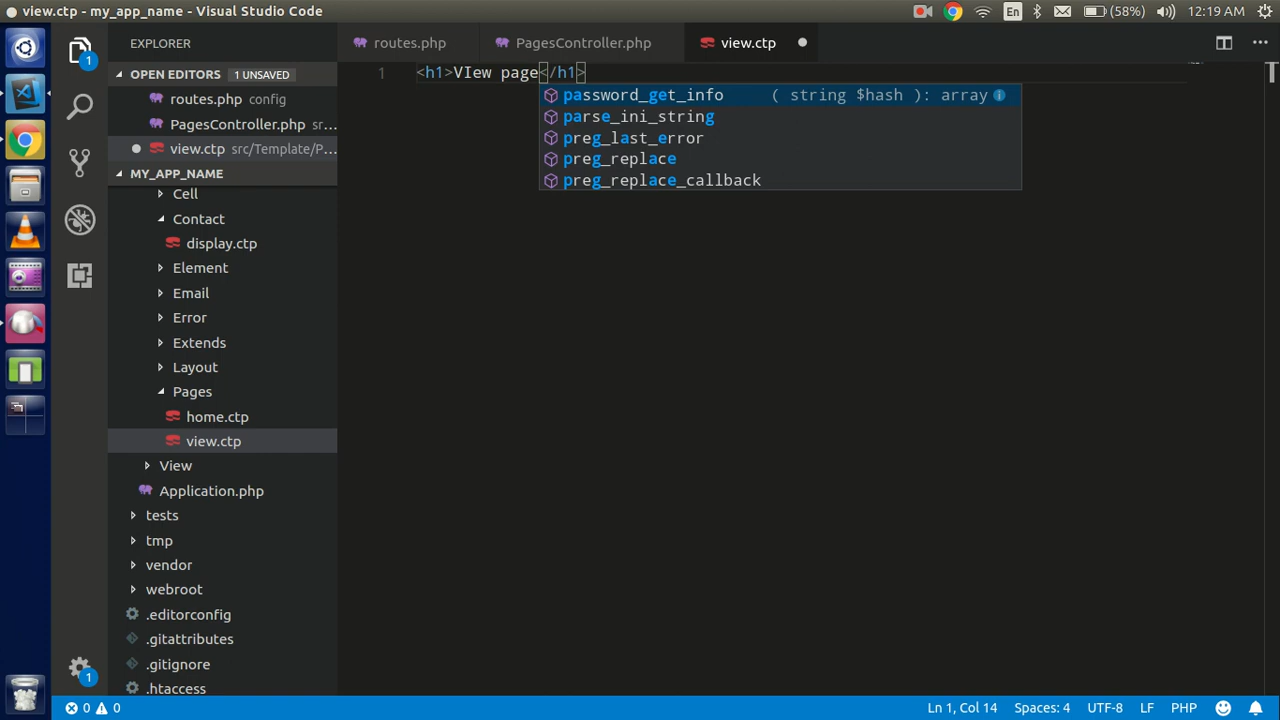 view.ctp - my_app_name - Visual Studio Code
En
(58%)
12:19 AM
EXPLORER
routes.php
PagesController.php
view.ctp
1
OPEN EDITORS
1 UNSAVED
routes.php config
PagesController.php sr...
view.ctp src/Template/P...
MY_APP_NAME
Cell
Contact
display.ctp
Element
Email
Error
Extends
Layout
Pages
home.ctp
view.ctp
View
Application.php
tests
tmp
vendor
webroot
.editorconfig
.gitattributes
.gitignore
.htaccess
1
1 <h1>VIew page</h1>
password_get_info ( string $hash ): array
parse_ini_string
preg_last_error
preg_replace
preg_replace_callback
0 0
Ln 1, Col 14
Spaces: 4
UTF-8
LF
PHP